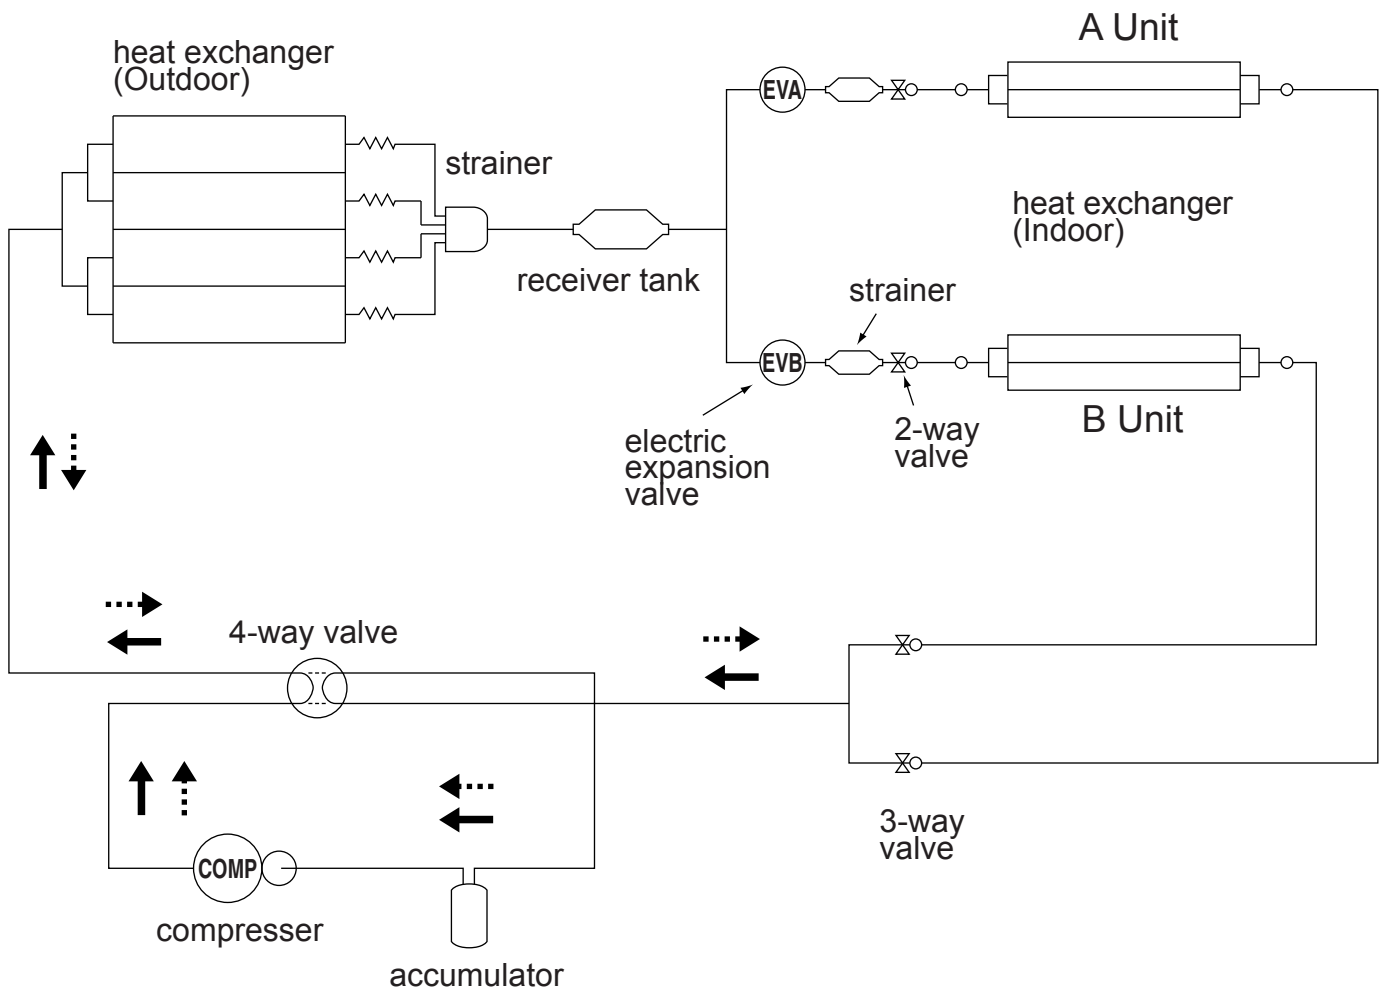 A Unit
heat exchanger
(Outdoor)
EVA
strainer
heat exchanger
(Indoor)
receiver tank
strainer
EVB
B Unit
2-way
valve
electric
expansion
valve
4-way valve
3-way
valve
COMP
compresser
accumulator